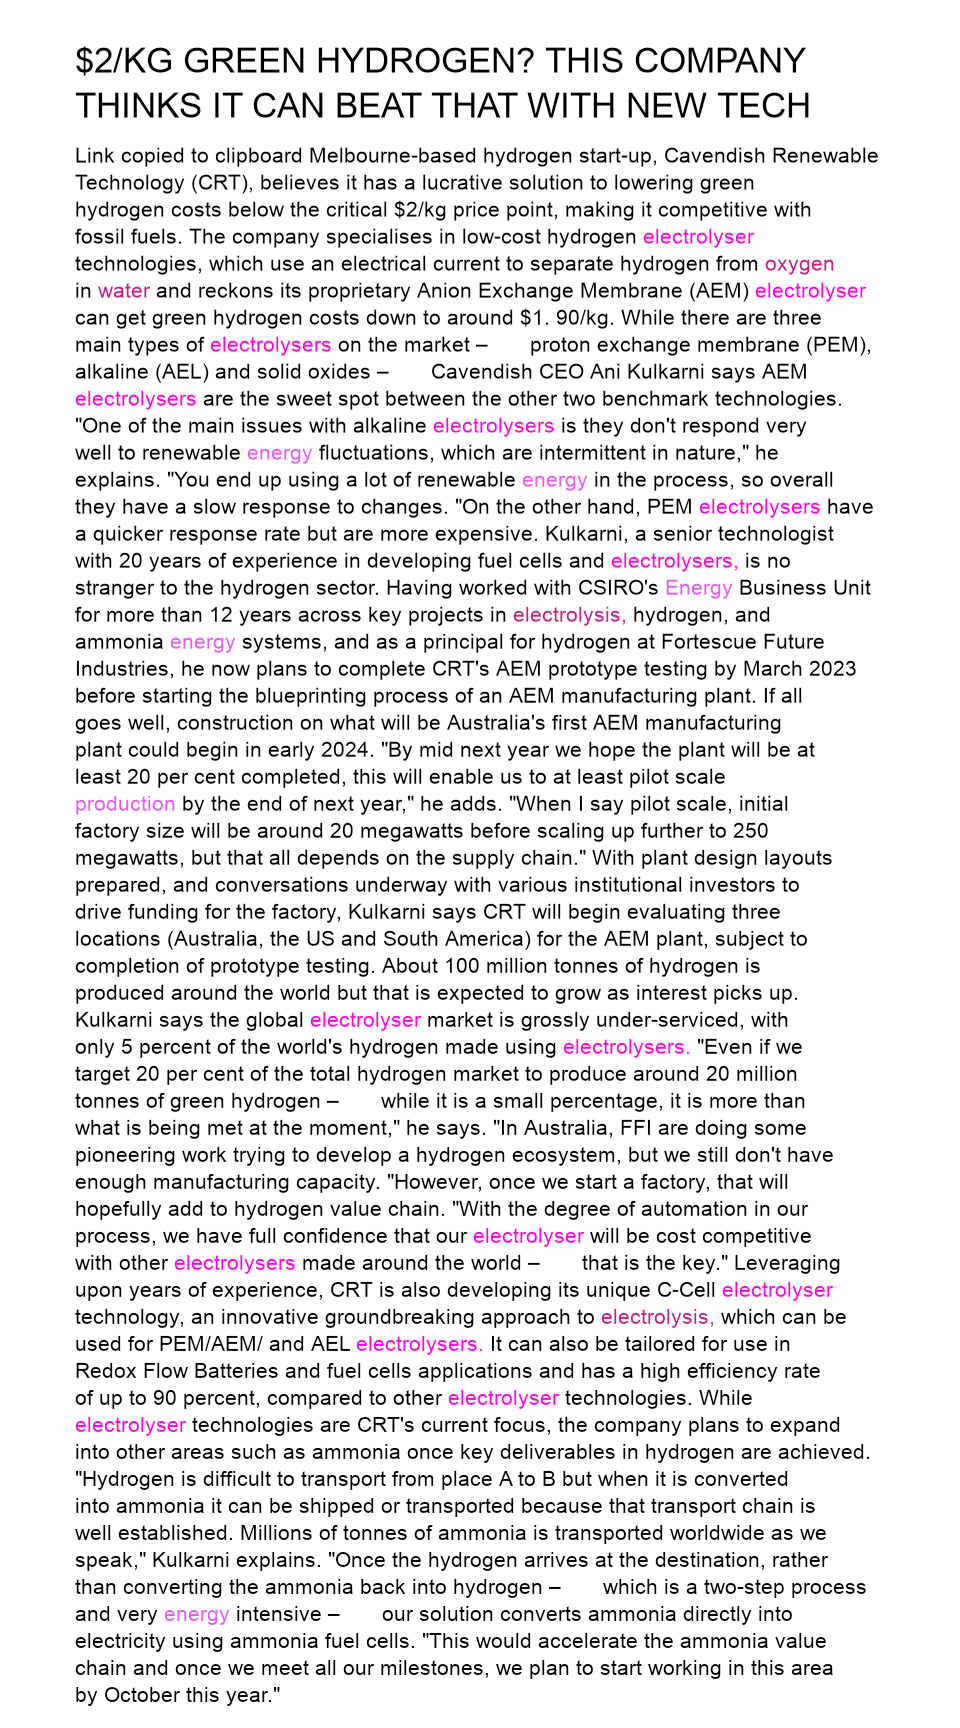 $2/KG GREEN HYDROGEN? THIS COMPANY
THINKS IT CAN BEAT THAT WITH NEW TECH
Link copied to clipboard Melbourne-based hydrogen start-up, Cavendish Renewable
Technology (CRT), believes it has a lucrative solution to lowering green
hydrogen costs below the critical $2/kg price point, making it competitive with
fossil fuels. The company specialises in low-cost hydrogen electrolyser
technologies, which use an electrical current to separate hydrogen from oxygen
in water and reckons its proprietary Anion Exchange Membrane (AEM) electrolyser
can get green hydrogen costs down to around $1. 90/kg. While there are three
main types of electrolysers on the market – proton exchange membrane (PEM),
alkaline (AEL) and solid oxides – Cavendish CEO Ani Kulkarni says AEM
electrolysers are the sweet spot between the other two benchmark technologies.
"One of the main issues with alkaline electrolysers is they don't respond very
well to renewable energy fluctuations, which are intermittent in nature," he
explains. "You end up using a lot of renewable energy in the process, so overall
they have a slow response to changes. "On the other hand, PEM electrolysers have
a quicker response rate but are more expensive. Kulkarni, a senior technologist
with 20 years of experience in developing fuel cells and electrolysers, is no
stranger to the hydrogen sector. Having worked with CSIRO's Energy Business Unit
for more than 12 years across key projects in electrolysis, hydrogen, and
ammonia energy systems, and as a principal for hydrogen at Fortescue Future
Industries, he now plans to complete CRT's AEM prototype testing by March 2023
before starting the blueprinting process of an AEM manufacturing plant. If all
goes well, construction on what will be Australia's first AEM manufacturing
plant could begin in early 2024. "By mid next year we hope the plant will be at
least 20 per cent completed, this will enable us to at least pilot scale
production by the end of next year," he adds. "When I say pilot scale, initial
factory size will be around 20 megawatts before scaling up further to 250
megawatts, but that all depends on the supply chain." With plant design layouts
prepared, and conversations underway with various institutional investors to
drive funding for the factory, Kulkarni says CRT will begin evaluating three
locations (Australia, the US and South America) for the AEM plant, subject to
completion of prototype testing. About 100 million tonnes of hydrogen is
produced around the world but that is expected to grow as interest picks up.
Kulkarni says the global electrolyser market is grossly under-serviced, with
only 5 percent of the world's hydrogen made using electrolysers. "Even if we
target 20 per cent of the total hydrogen market to produce around 20 million
tonnes of green hydrogen – while it is a small percentage, it is more than
what is being met at the moment," he says. "In Australia, FFI are doing some
pioneering work trying to develop a hydrogen ecosystem, but we still don't have
enough manufacturing capacity. "However, once we start a factory, that will
hopefully add to hydrogen value chain. "With the degree of automation in our
process, we have full confidence that our electrolyser will be cost competitive
with other electrolysers made around the world – that is the key." Leveraging
upon years of experience, CRT is also developing its unique C-Cell electrolyser
technology, an innovative groundbreaking approach to electrolysis, which can be
used for PEM/AEM/ and AEL electrolysers. It can also be tailored for use in
Redox Flow Batteries and fuel cells applications and has a high efficiency rate
of up to 90 percent, compared to other electrolyser technologies. While
electrolyser technologies are CRT's current focus, the company plans to expand
into other areas such as ammonia once key deliverables in hydrogen are achieved.
"Hydrogen is difficult to transport from place A to B but when it is converted
into ammonia it can be shipped or transported because that transport chain is
well established. Millions of tonnes of ammonia is transported worldwide as we
speak," Kulkarni explains. "Once the hydrogen arrives at the destination, rather
than converting the ammonia back into hydrogen – which is a two-step process
and very energy intensive – our solution converts ammonia directly into
electricity using ammonia fuel cells. "This would accelerate the ammonia value
chain and once we meet all our milestones, we plan to start working in this area
by October this year."